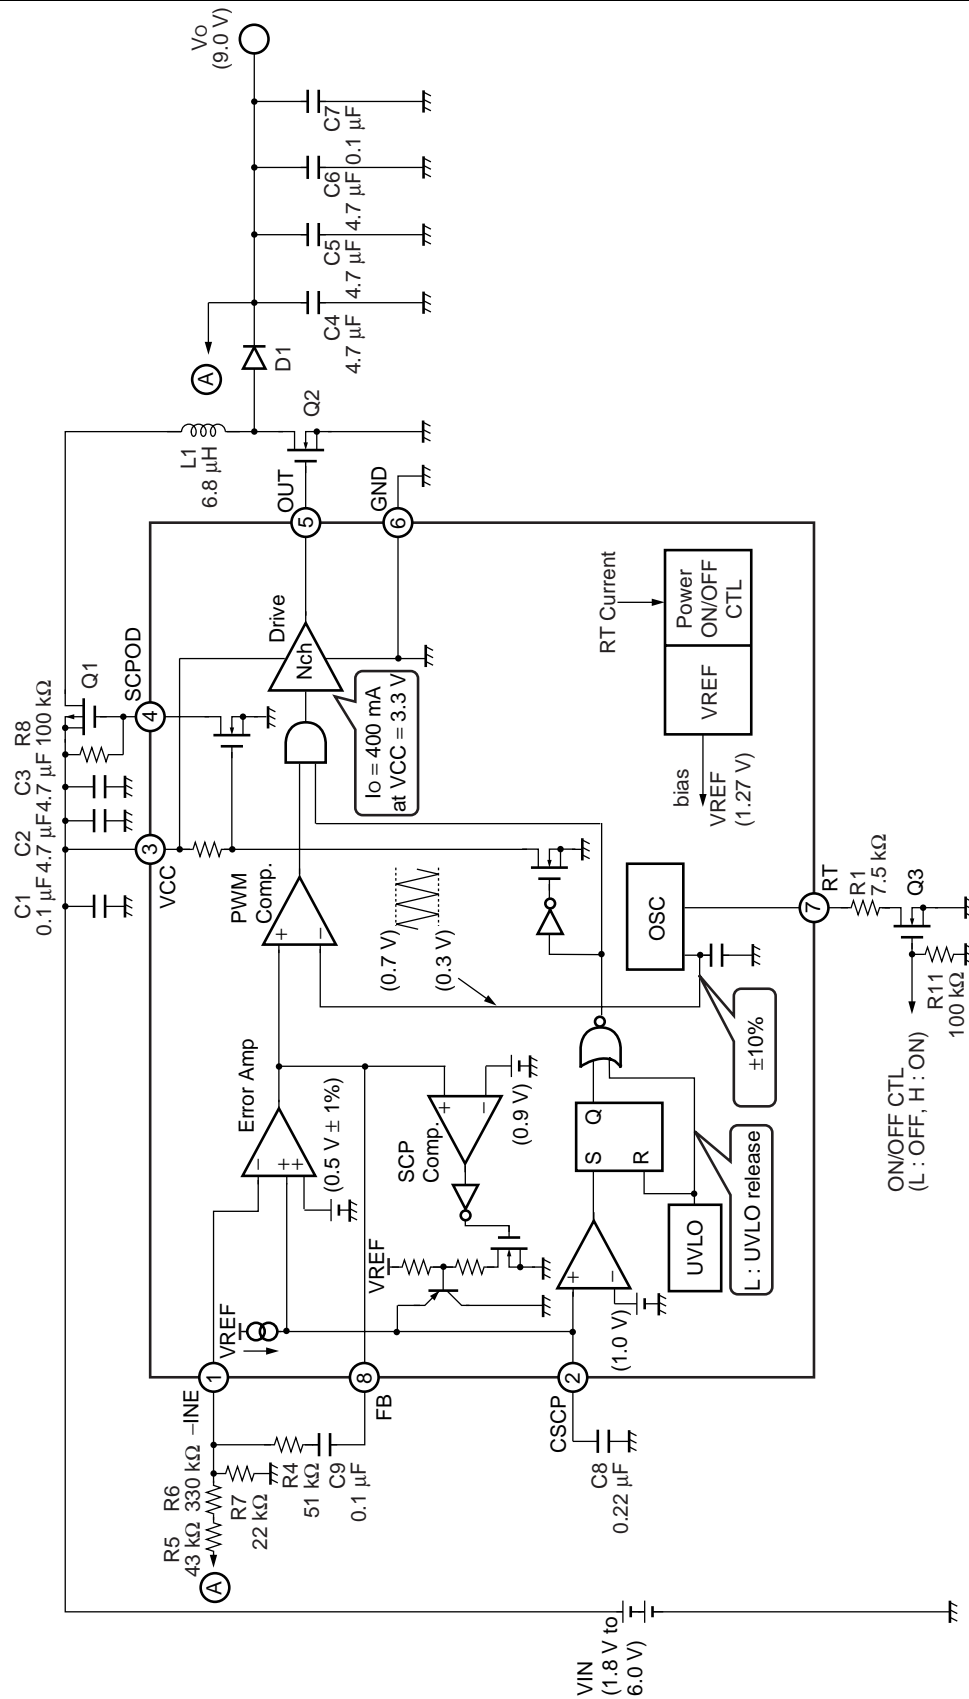 VIN
(1.8 V to
6.0 V)
A
R5
43 kΩ
R6
330 kΩ
R7
22 kΩ
R4
51 kΩ
C9
0.1 μF
C8
0.22 μF
−INE
1
8
FB
CSCP
2
VREF
Error Amp
−
+
+
(0.5 V ± 1%)
VREF
SCP
Comp.
+
−
(0.9 V)
+
−
(1.0 V)
S
Q
R
UVLO
L : UVLO release
PWM
Comp.
+
−
(0.7 V)
(0.3 V)
OSC
±10%
C1
0.1 μF
C2
4.7 μF
C3
4.7 μF
R8
100 kΩ
3
VCC
4
SCPOD
Q1
Drive
Nch
IO = 400 mA
at VCC = 3.3 V
RT Current
Power
ON/OFF
CTL
VREF
bias
VREF
(1.27 V)
7
RT
R1
7.5 kΩ
Q3
R11
100 kΩ
ON/OFF CTL
(L : OFF, H : ON)
5
OUT
6
GND
L1
6.8 μH
Q2
D1
A
C4
4.7 μF
C5
4.7 μF
C6
4.7 μF
C7
0.1 μF
VO
(9.0 V)